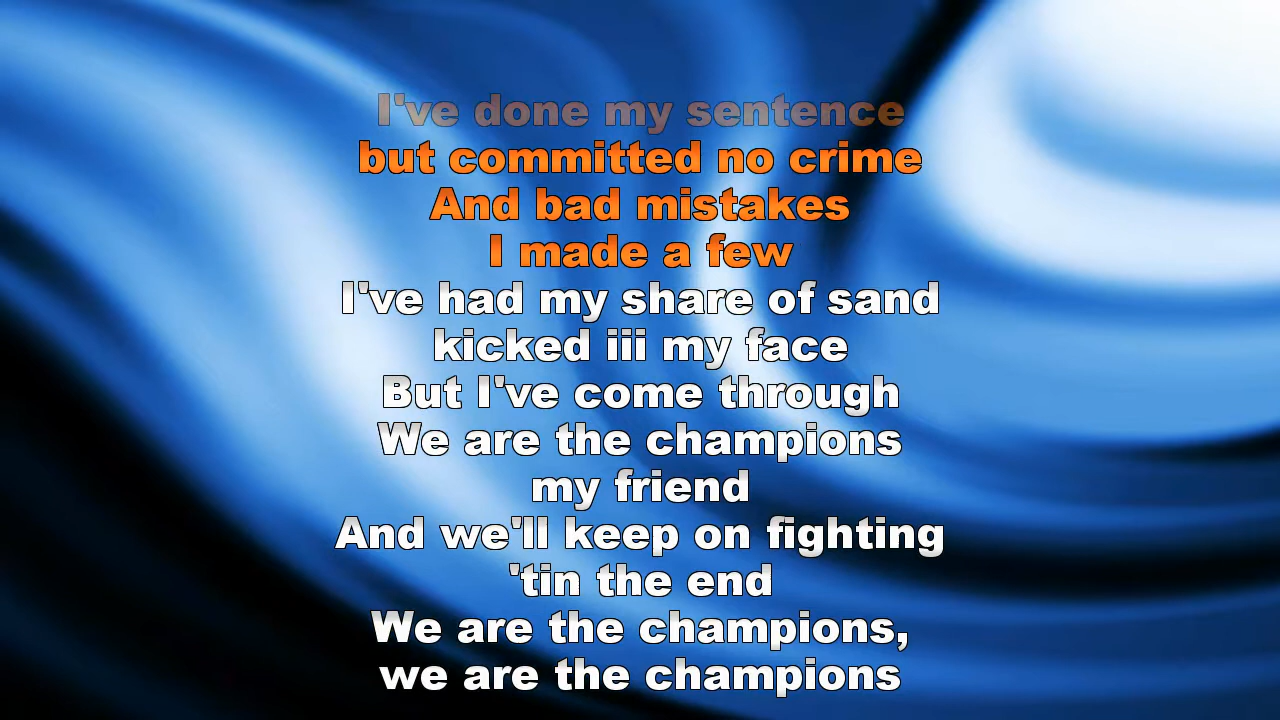 I've done my sentence
but committed no crime
And bad mistakes
I made a few
I've had my share of sand
kicked iii my face
But I've come through
We are the champions
my friend
And we'll keep on fighting
'tin the end
We are the champions,
we are the champions